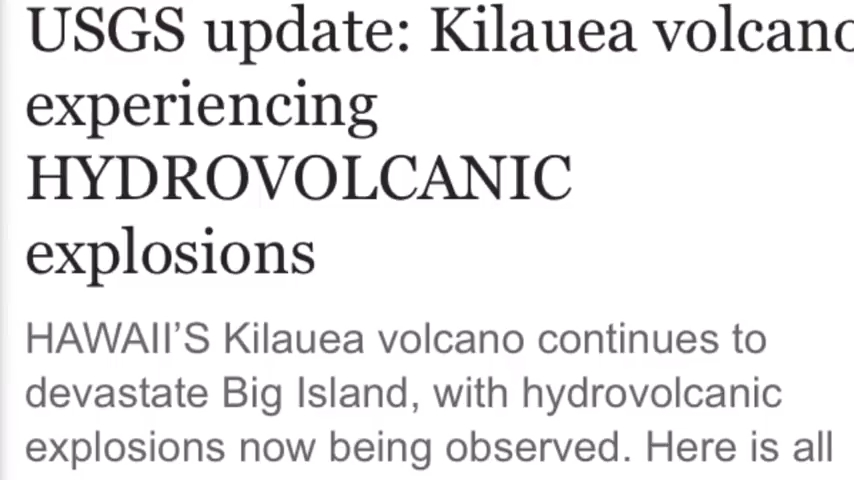 USGS update: Kilauea volcano
experiencing
HYDROVOLCANIC
explosions
HAWAII’S Kilauea volcano continues to
devastate Big Island, with hydrovolcanic
explosions now being observed. Here is all